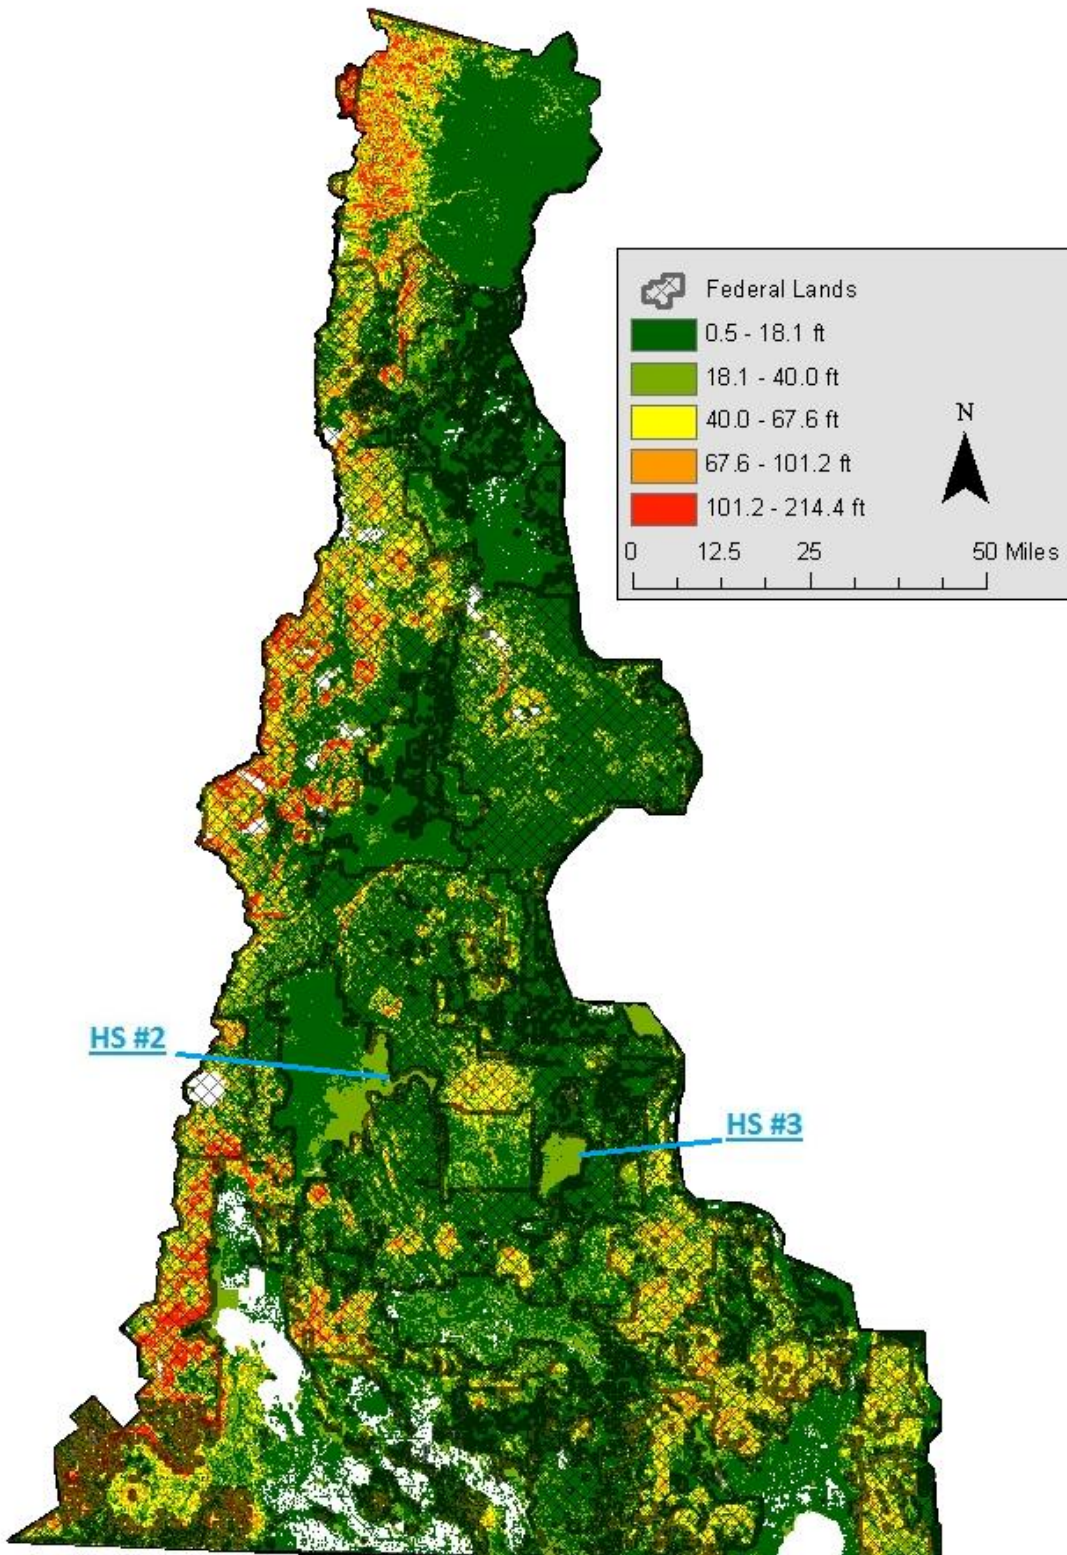 Federal Lands
0.5 - 18.1 ft
18.1 - 40.0 ft
40.0 - 67.6 ft
67.6 - 101.2 ft
101.2 - 214.4 ft
N
0 12.5 25 50 Miles
HS #2
HS #3